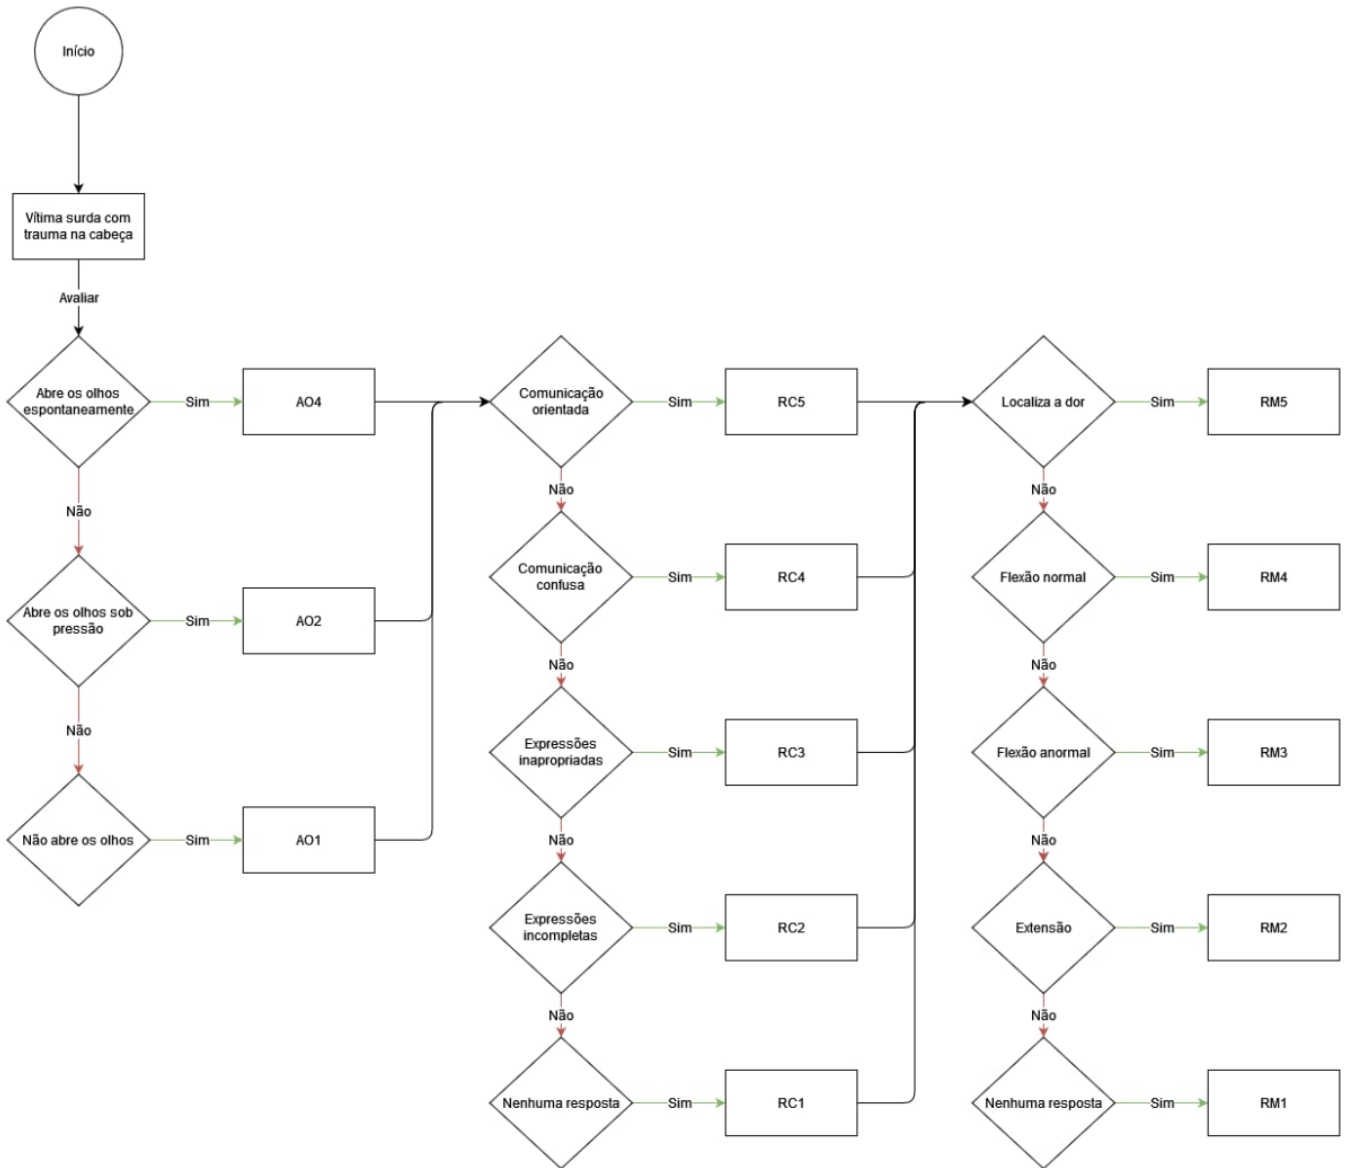 Início
Vítima surda com
trauma na cabeça
Avaliar
Abre os olhos
espontaneamente
Sim
AO4
Não
Abre os olhos sob
pressão
Sim
AO2
Não
Não abre os olhos
Sim
AO1
Comunicação
orientada
Sim
RC5
Não
Comunicação
confusa
Sim
RC4
Não
Expressões
inapropriadas
Sim
RC3
Não
Expressões
incompletas
Sim
RC2
Não
Nenhuma resposta
Sim
RC1
Localiza a dor
Sim
RM5
Não
Flexão normal
Sim
RM4
Não
Flexão anormal
Sim
RM3
Não
Extensão
Sim
RM2
Não
Nenhuma resposta
Sim
RM1